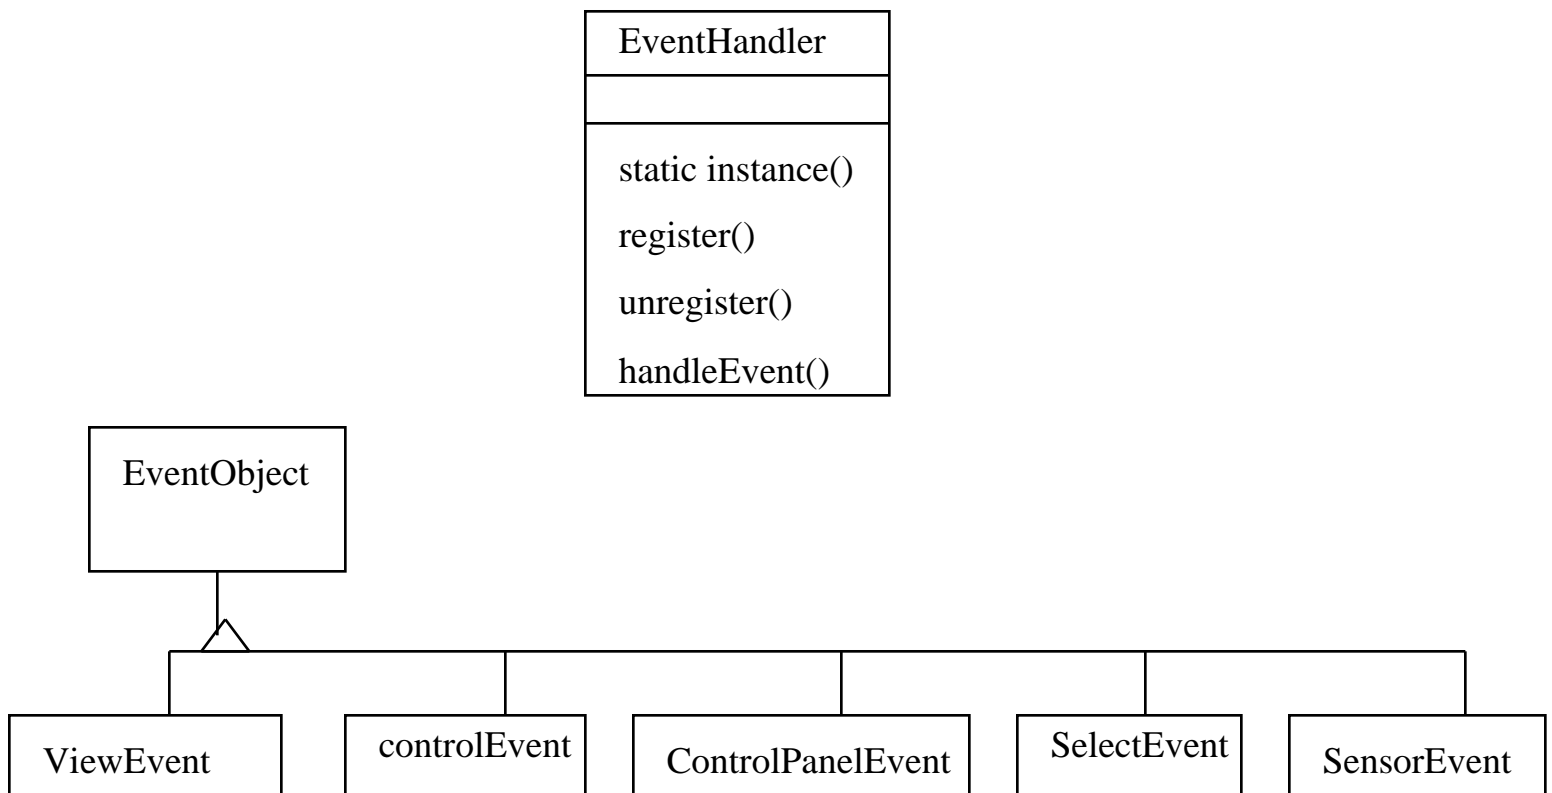 EventHandler
static instance()
register()
unregister()
handleEvent()
EventObject
ViewEvent
controlEvent
ControlPanelEvent
SelectEvent
SensorEvent